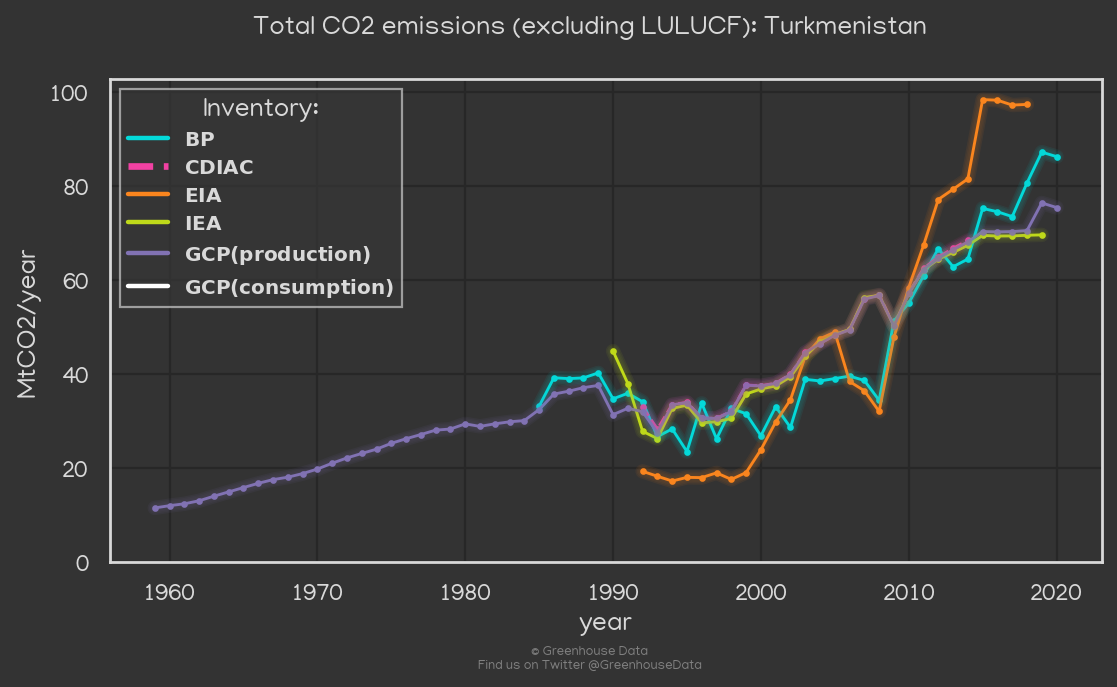 Total CO2 emissions (excluding LULUCF): Turkmenistan
Inventory:
BP
CDIAC
EIA
IEA
GCP(production)
GCP(consumption)
MtCO2/year
100
80
60
40
20
0
1960 1970 1980 1990 2000 2010 2020
year
© Greenhouse Data
Find us on Twitter @GreenhouseData